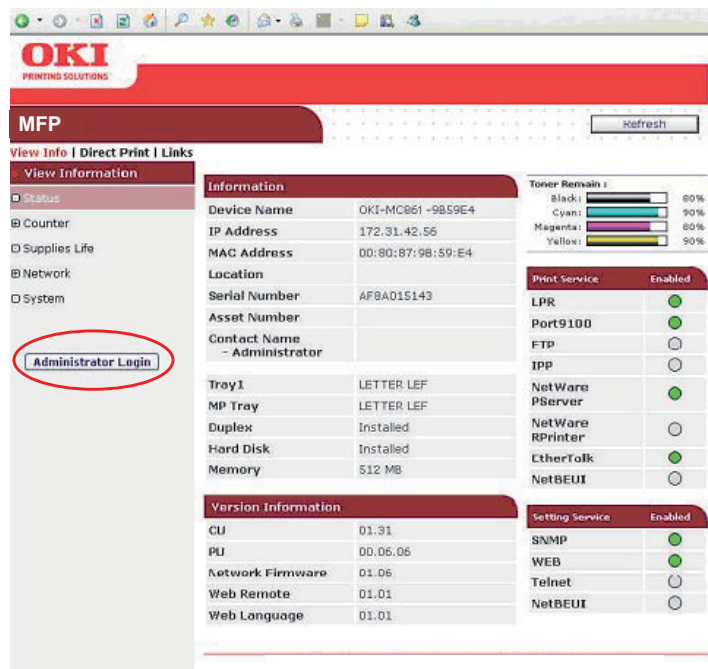 OKI
PRINTING SOLUTIONS
MFP
Refresh
View Info | Direct Print | Links
View Information
Status
Counter
Supplies Life
Network
System
Administrator Login
Information
Device Name OKI-MC861-9B59E4
IP Address 172.31.42.56
MAC Address 00:80:87:9B:59:E4
Location
Serial Number AF8A015143
Asset Number
Contact Name
- Administrator
Tray1 LETTER LEF
MP Tray LETTER LEF
Duplex Installed
Hard Disk Installed
Memory 512 MB
Version Information
CU 01.31
PU 00.06.06
Network Firmware 01.06
Web Remote 01.01
Web Language 01.01
Toner Remain :
Black: 80%
Cyan: 90%
Magenta: 80%
Yellow: 90%
Print Service Enabled
LPR
Port9100
FTP
IPP
NetWare
PServer
NetWare
RPrinter
EtherTalk
NetBEUI
Setting Service Enabled
SNMP
WEB
Telnet
NetBEUI